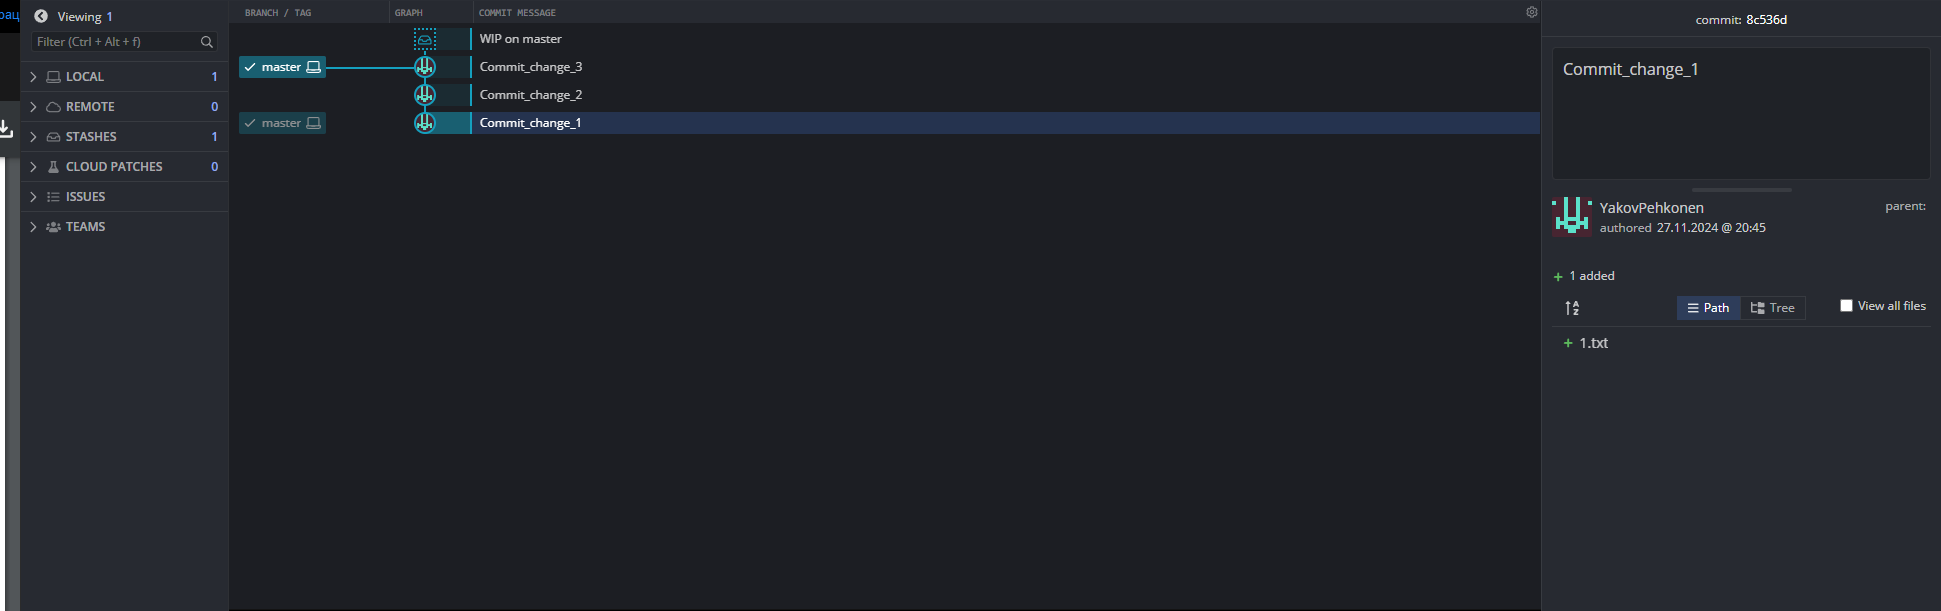 рац
Viewing 1
Filter (Ctrl + Alt + f)
LOCAL 1
REMOTE 0
STASHES 1
CLOUD PATCHES 0
ISSUES
TEAMS
BRANCH / TAG GRAPH COMMIT MESSAGE
WIP on master
master Commit_change_3
Commit_change_2
master Commit_change_1
commit: 8c536d
Commit_change_1
YakovPehkonen parent:
authored 27.11.2024 @ 20:45
+ 1 added
A Z Path Tree View all files
+ 1.txt